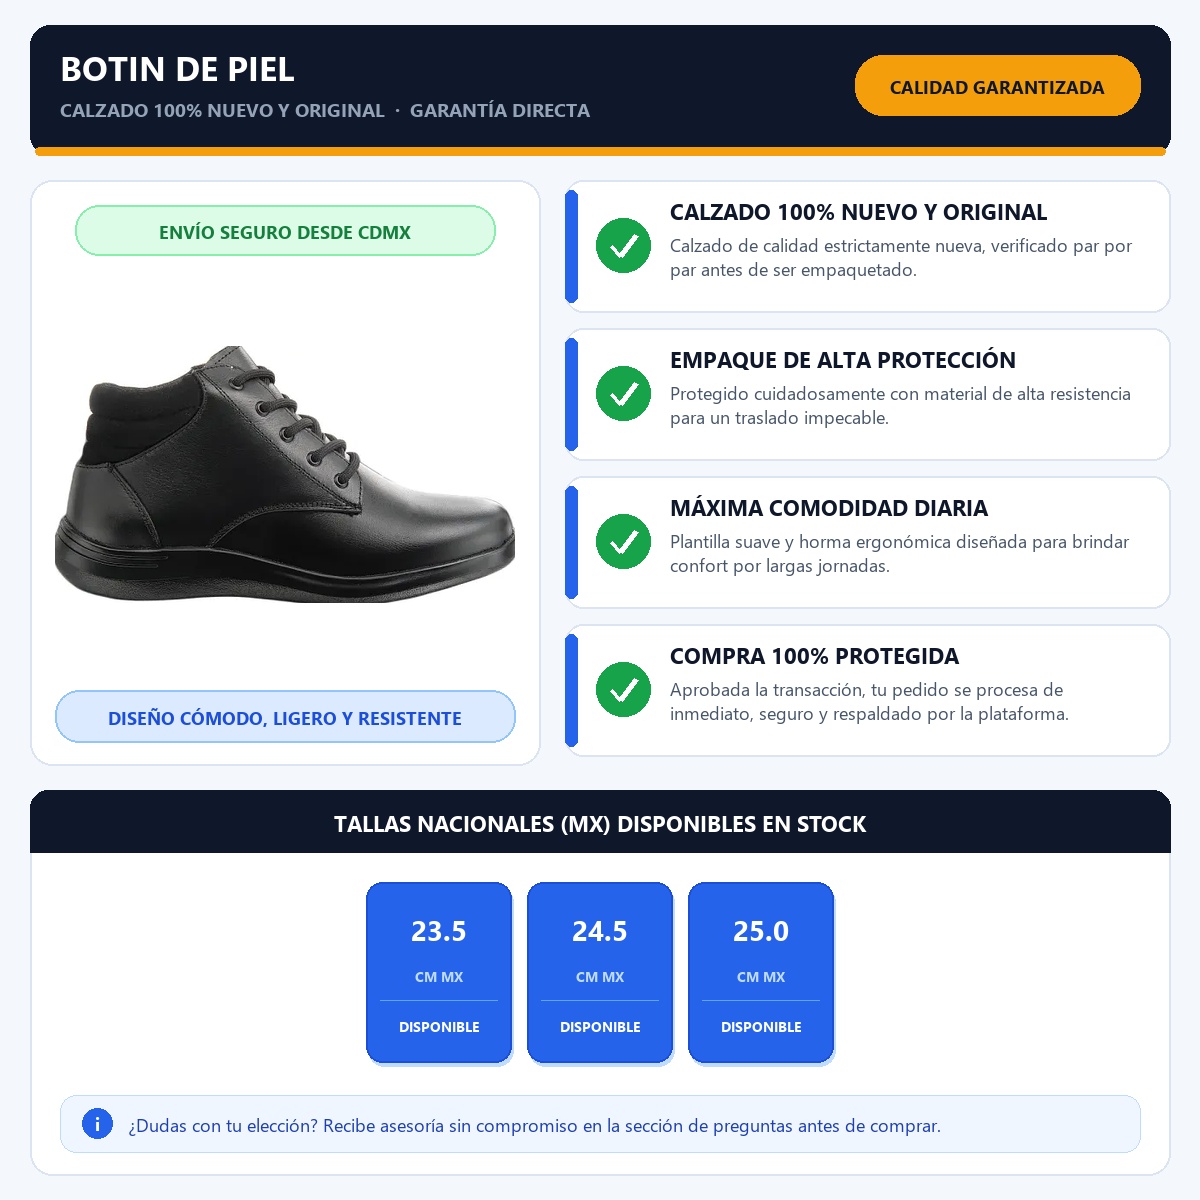 BOTIN DE PIEL
CALZADO 100% NUEVO Y ORIGINAL · GARANTÍA DIRECTA
CALIDAD GARANTIZADA
ENVÍO SEGURO DESDE CDMX
DISEÑO CÓMODO, LIGERO Y RESISTENTE
CALZADO 100% NUEVO Y ORIGINAL
Calzado de calidad estrictamente nueva, verificado par por
par antes de ser empaquetado.
EMPAQUE DE ALTA PROTECCIÓN
Protegido cuidadosamente con material de alta resistencia
para un traslado impecable.
MÁXIMA COMODIDAD DIARIA
Plantilla suave y horma ergonómica diseñada para brindar
confort por largas jornadas.
COMPRA 100% PROTEGIDA
Aprobada la transacción, tu pedido se procesa de
inmediato, seguro y respaldado por la plataforma.
TALLAS NACIONALES (MX) DISPONIBLES EN STOCK
23.5
CM MX
DISPONIBLE
24.5
CM MX
DISPONIBLE
25.0
CM MX
DISPONIBLE
¿Dudas con tu elección? Recibe asesoría sin compromiso en la sección de preguntas antes de comprar.